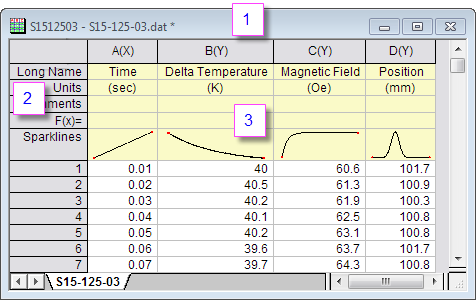 1
S1512503 - S15-125-03.dat *
A(X) B(Y) C(Y) D(Y)
Long Name Time Delta Temperature Magnetic Field Position
2 Units (sec) (K) (Oe) (mm)
mments
F(x)= 3
Sparklines
1 0.01 40 60.6 101.7
2 0.02 40.5 61.3 100.9
3 0.03 40.2 61.9 100.3
4 0.04 40.1 62.5 100.8
5 0.05 40.2 63.1 100.8
6 0.06 39.6 63.7 101.7
7 0.07 39.7 64.3 100.8
S15-125-03